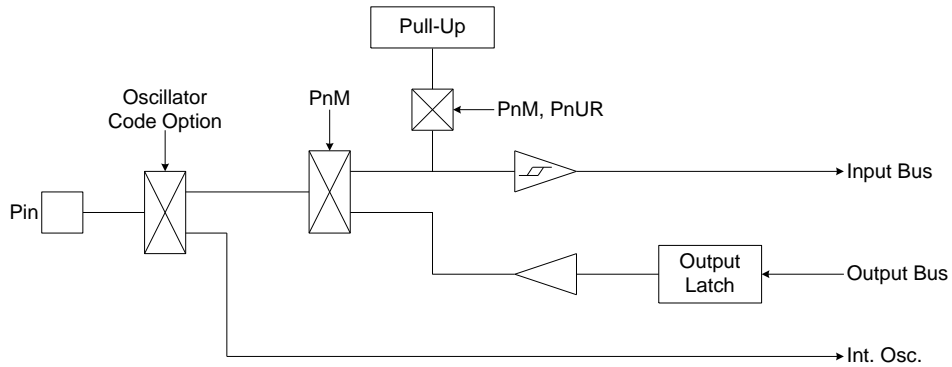 Pull-Up
Oscillator
Code Option
PnM
PnM, PnUR
Input Bus
Pin
Output
Latch
Output Bus
Int. Osc.